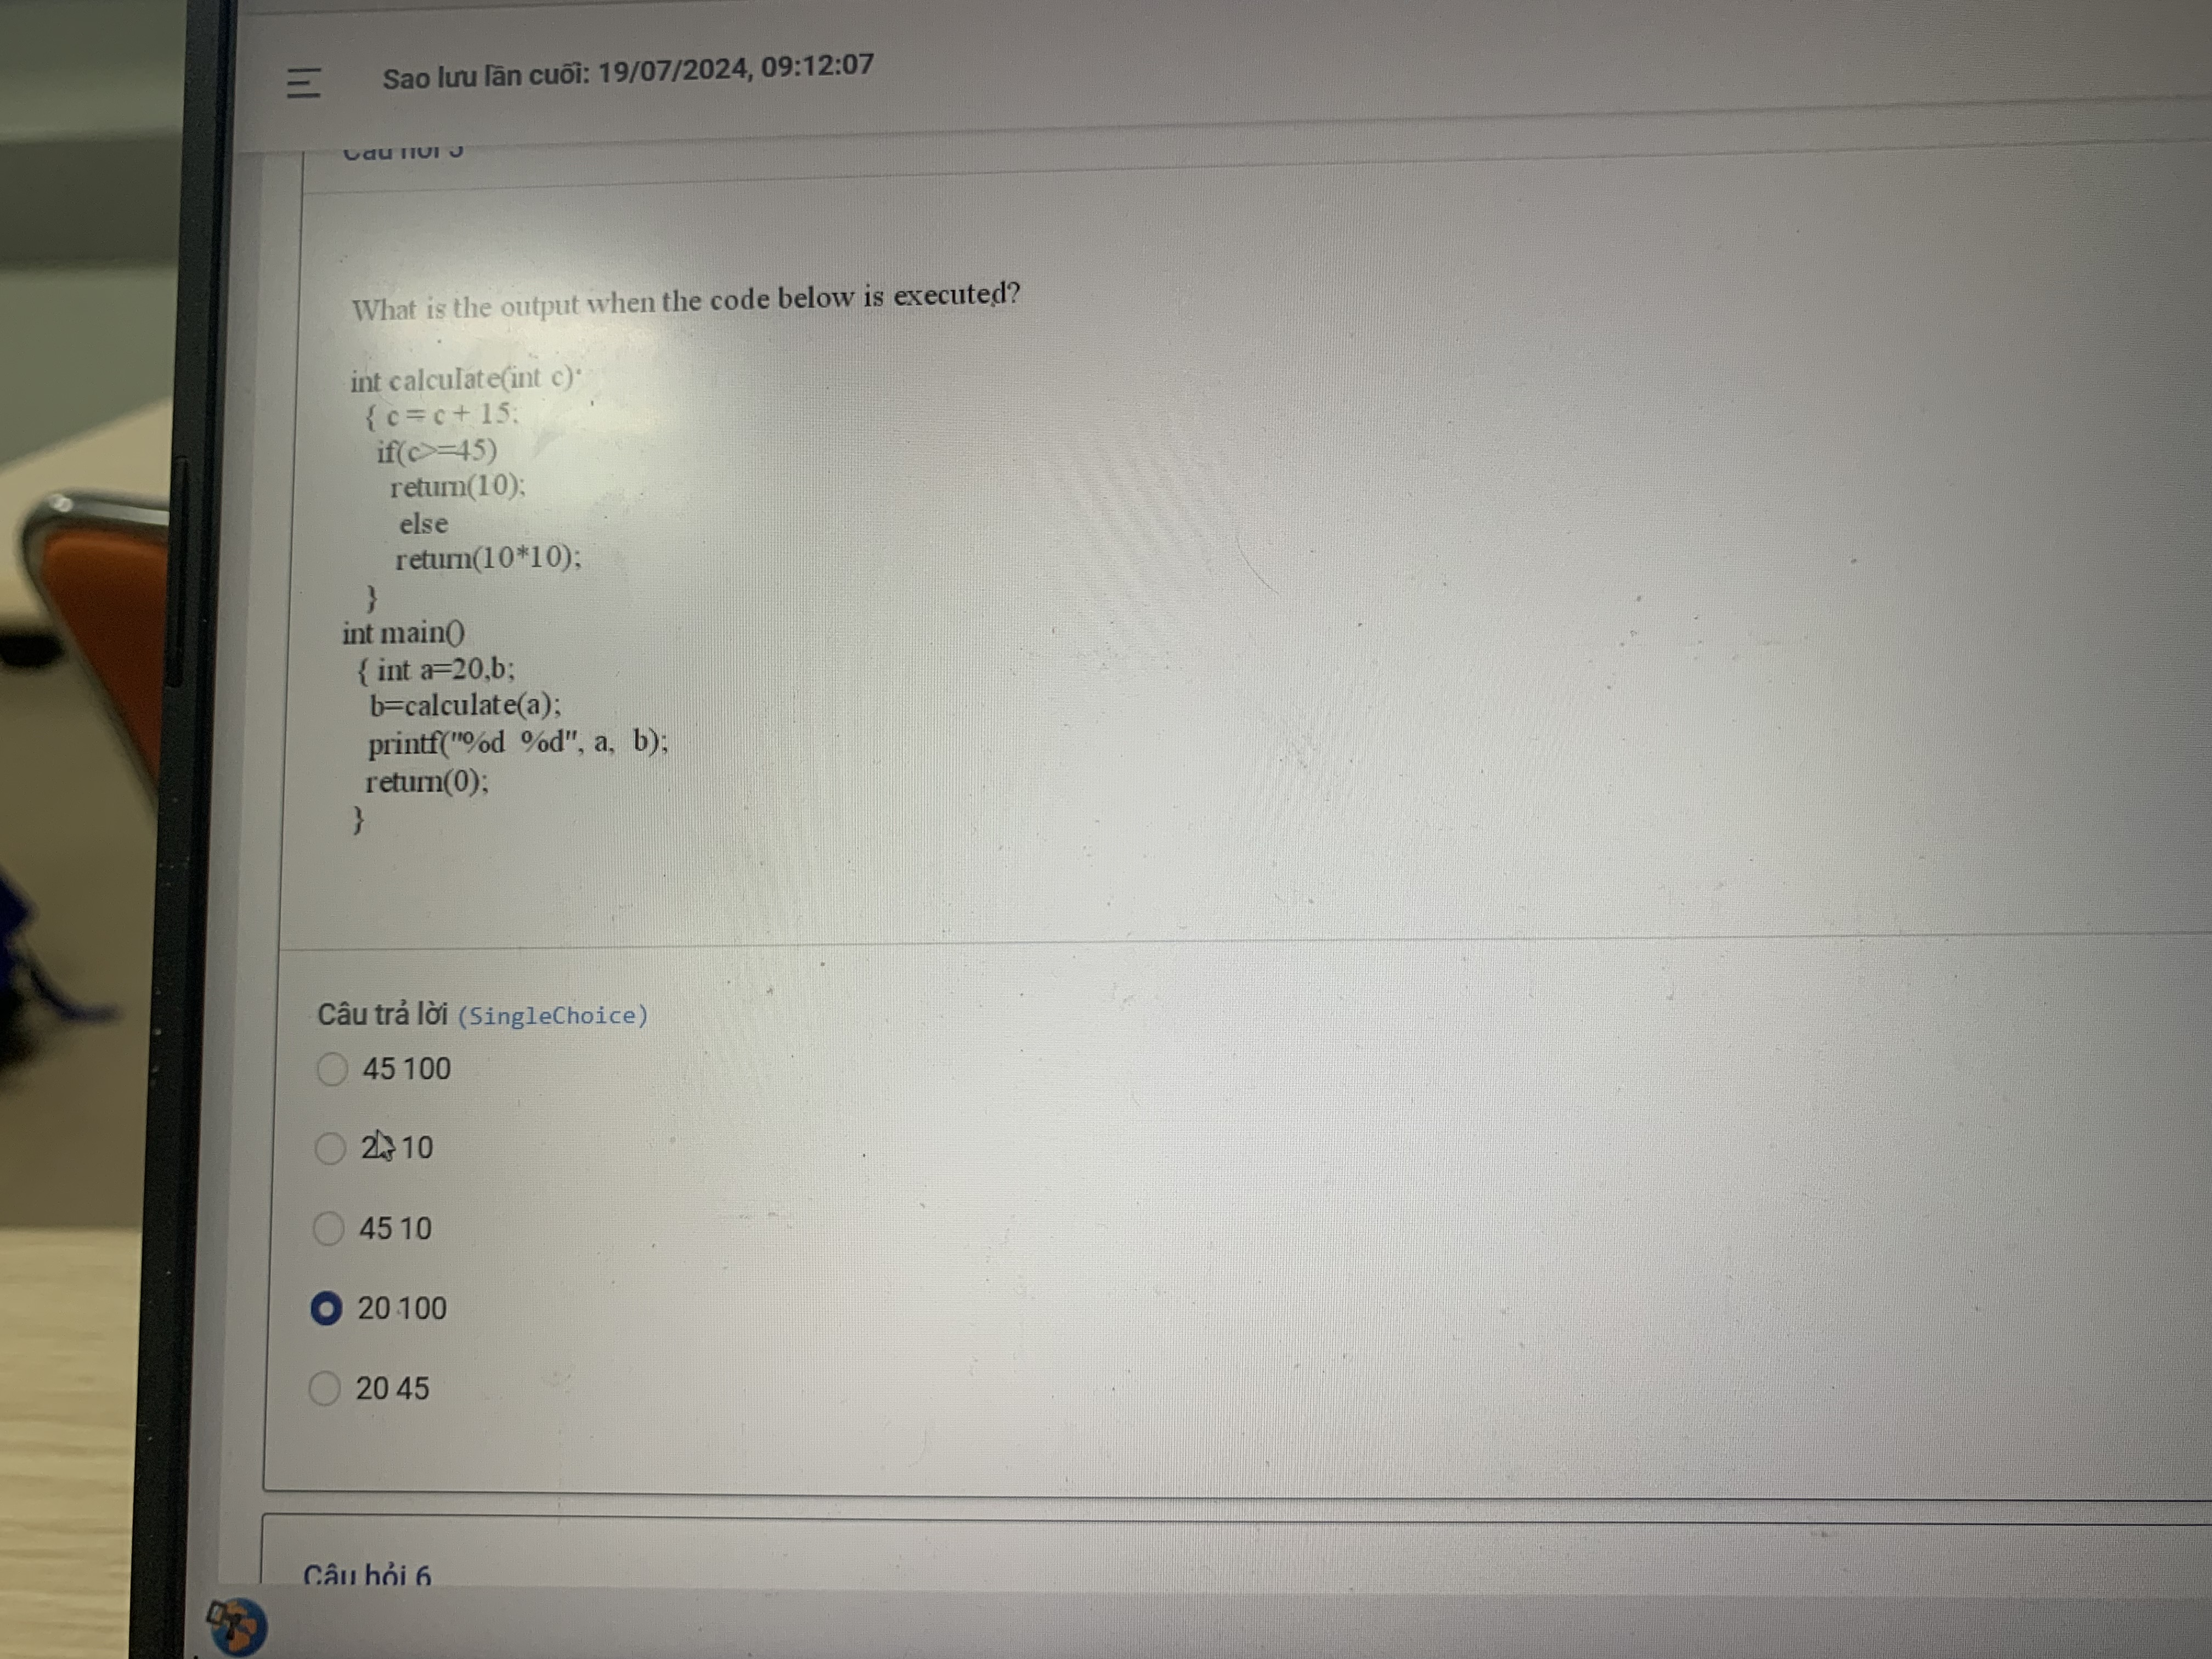 Sao lưu lần cuối: 19/07/2024, 09:12:07
Câu hỏi 5
What is the output when the code below is executed?
int calculate(int c)
{ c = c + 15;
if(c>=45)
return(10);
else
return(10*10);
}
int main()
{ int a=20,b;
b=calculate(a);
printf("%d %d", a, b);
return(0);
}
Câu trả lời (SingleChoice)
45 100
10
45 10
20 100
20 45
Câu hỏi 6